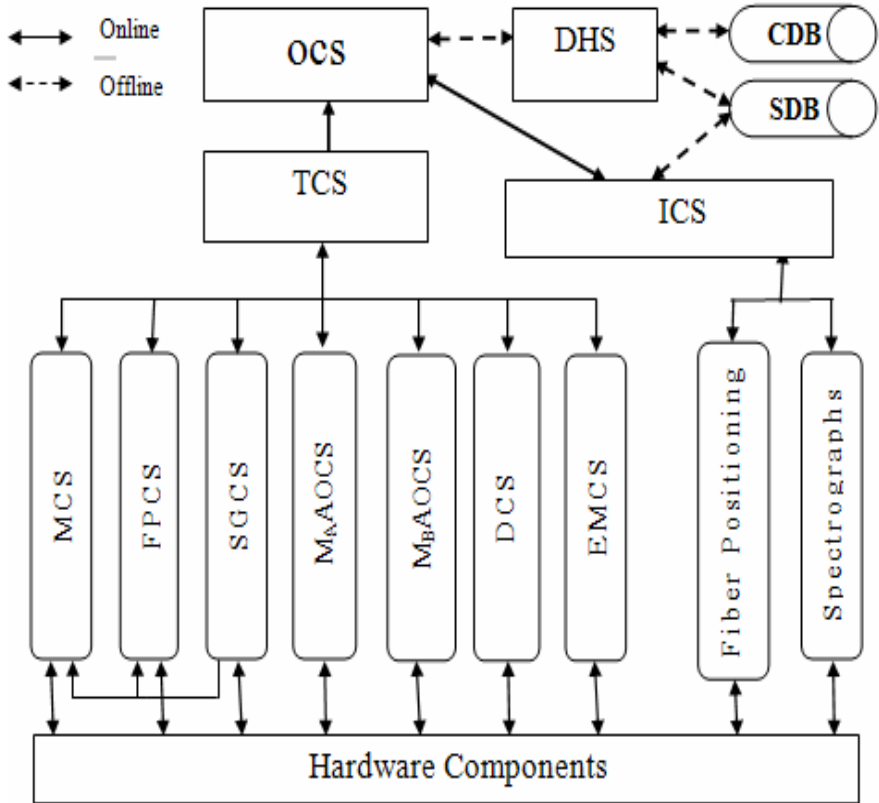 Online
Offline
OCS
DHS
CDB
SDB
TCS
ICS
MCS
FPCS
SGCS
MAAOCS
MBAOCS
DCS
EMCS
Fiber Positioning
Spectrographs
Hardware Components